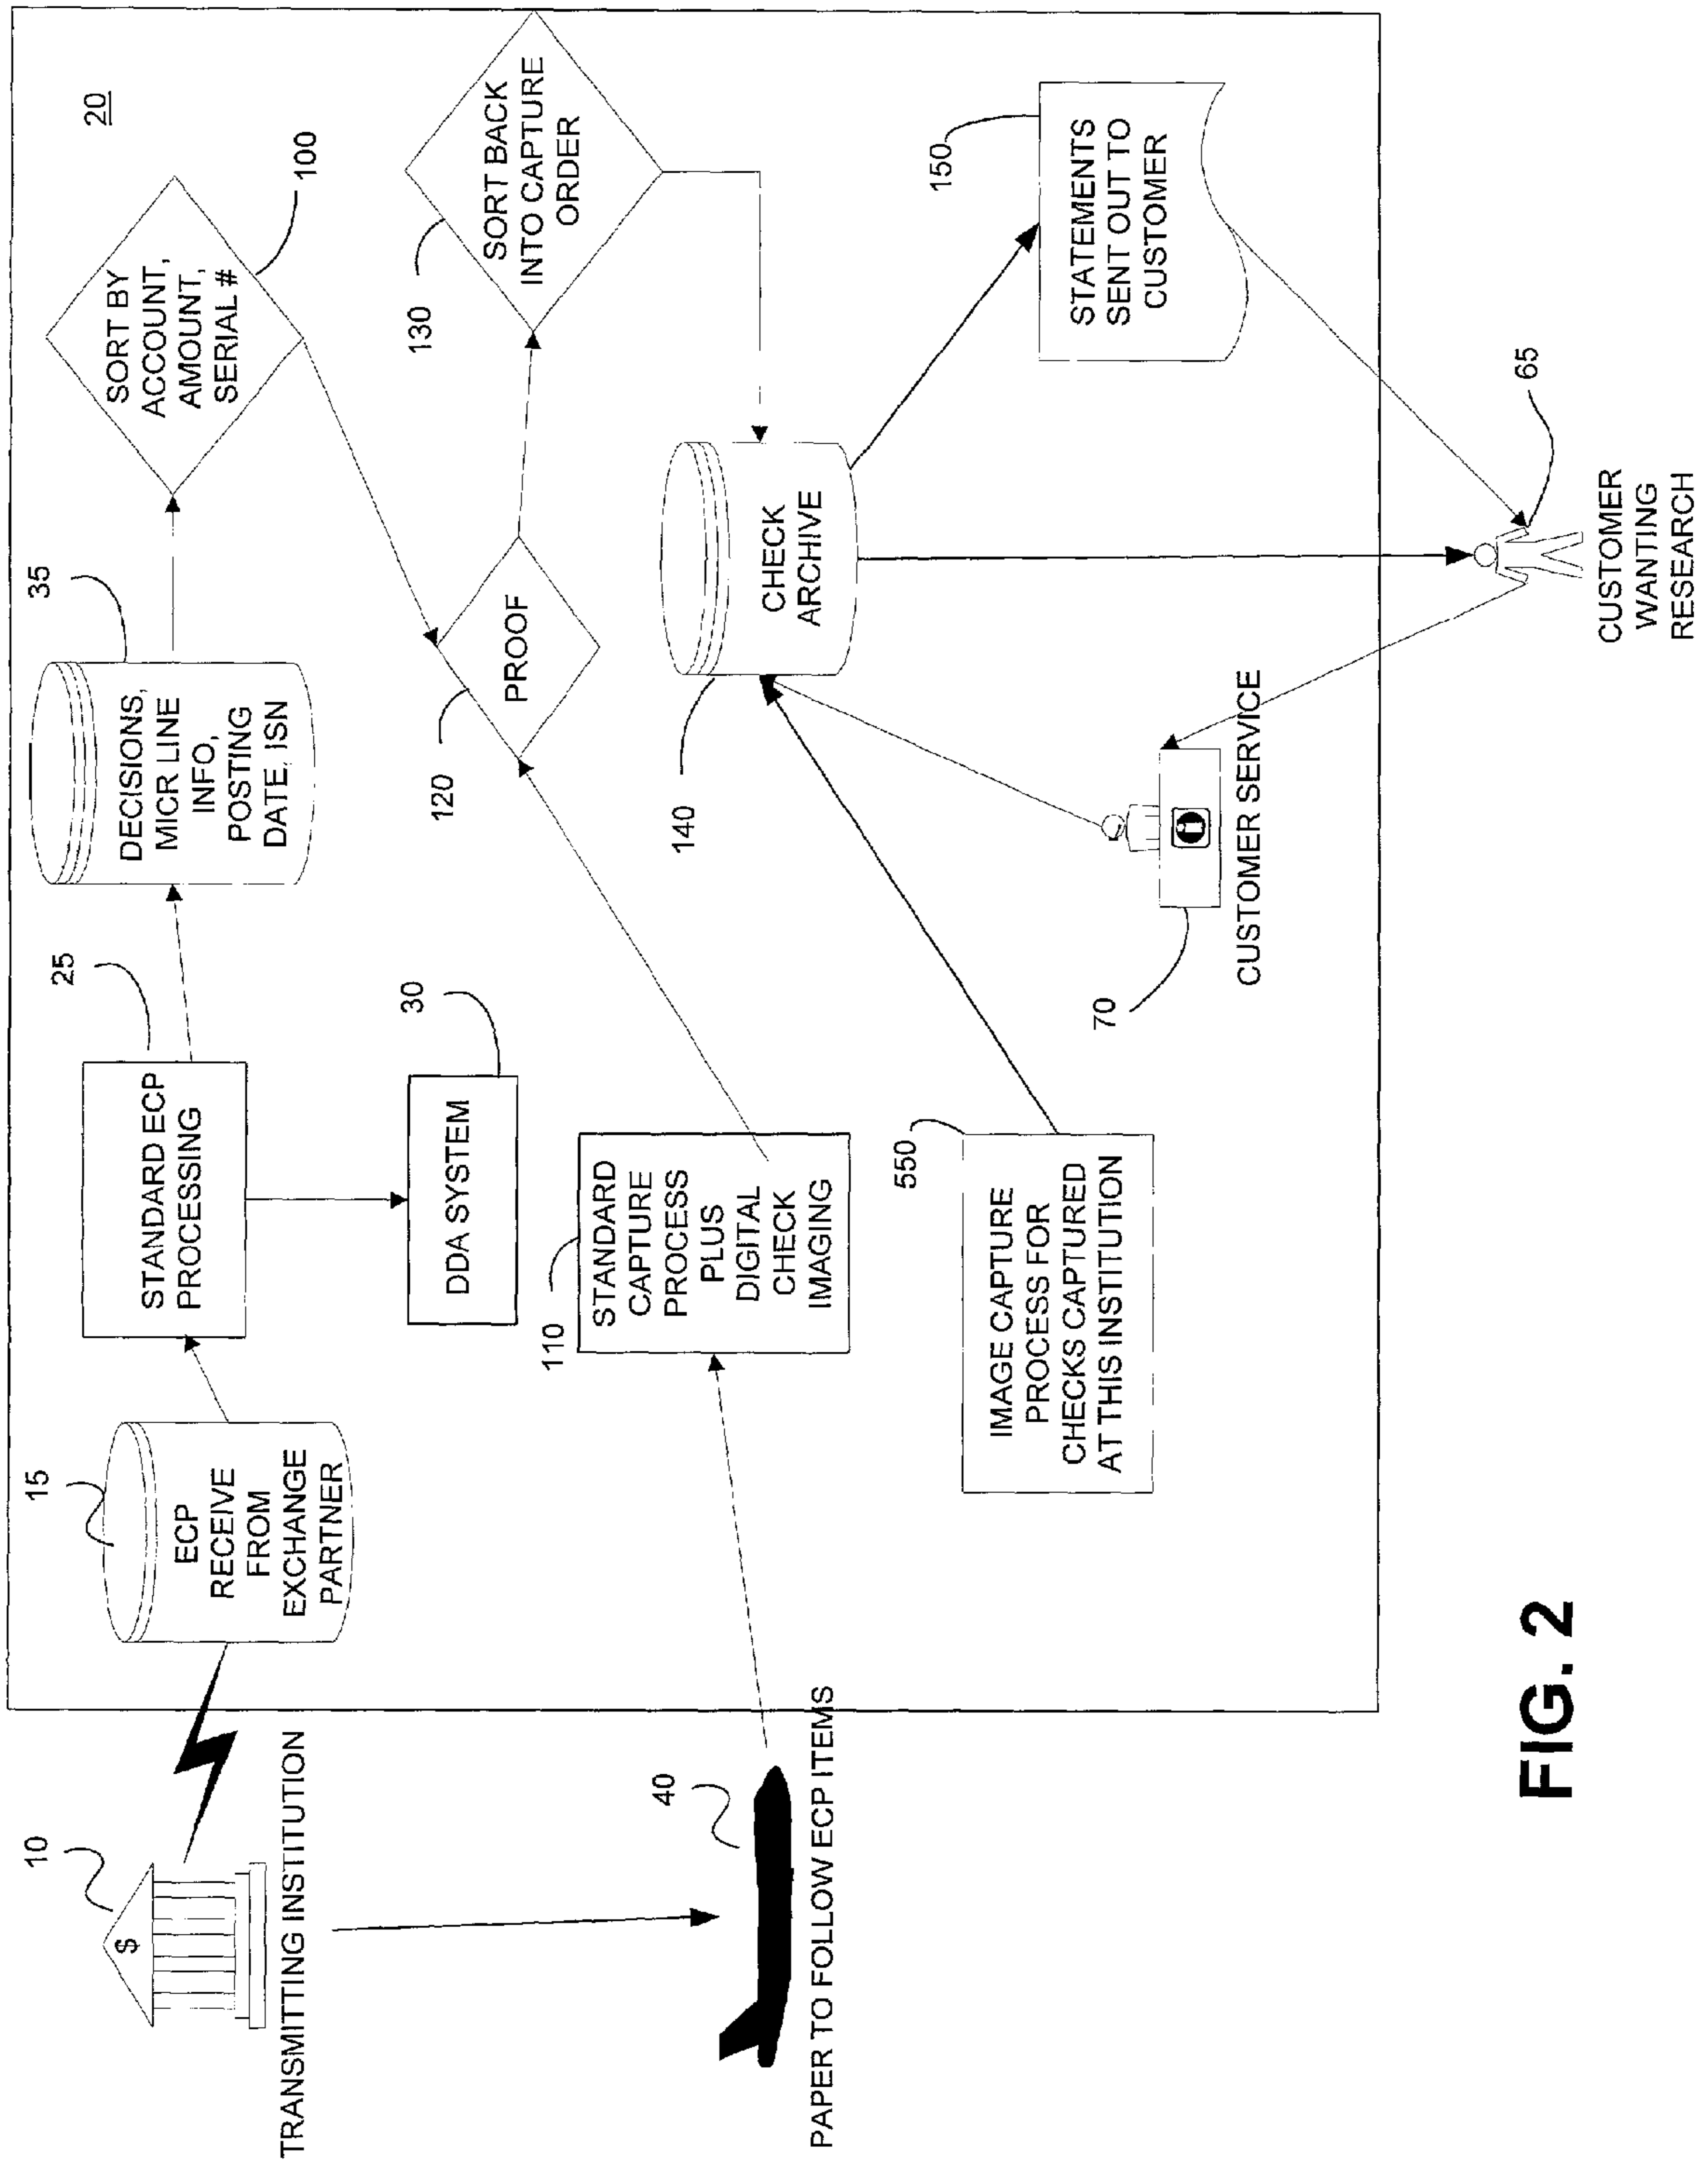 10
$
TRANSMITTING INSTITUTION
15
ECP
RECEIVE
FROM
EXCHANGE
PARTNER
25
STANDARD ECP
PROCESSING
35
DECISIONS,
MICR LINE
INFO,
POSTING
DATE, ISN
SORT BY
ACCOUNT,
AMOUNT,
SERIAL #
100
20
30
DDA SYSTEM
120
PROOF
130
SORT BACK
INTO CAPTURE
ORDER
40
PAPER TO FOLLOW ECP ITEMS
110
STANDARD
CAPTURE
PROCESS
PLUS
DIGITAL
CHECK
IMAGING
140
CHECK
ARCHIVE
150
STATEMENTS
SENT OUT TO
CUSTOMER
550
IMAGE CAPTURE
PROCESS FOR
CHECKS CAPTURED
AT THIS INSTITUTION
70
i
CUSTOMER SERVICE
65
CUSTOMER
WANTING
RESEARCH
FIG. 2